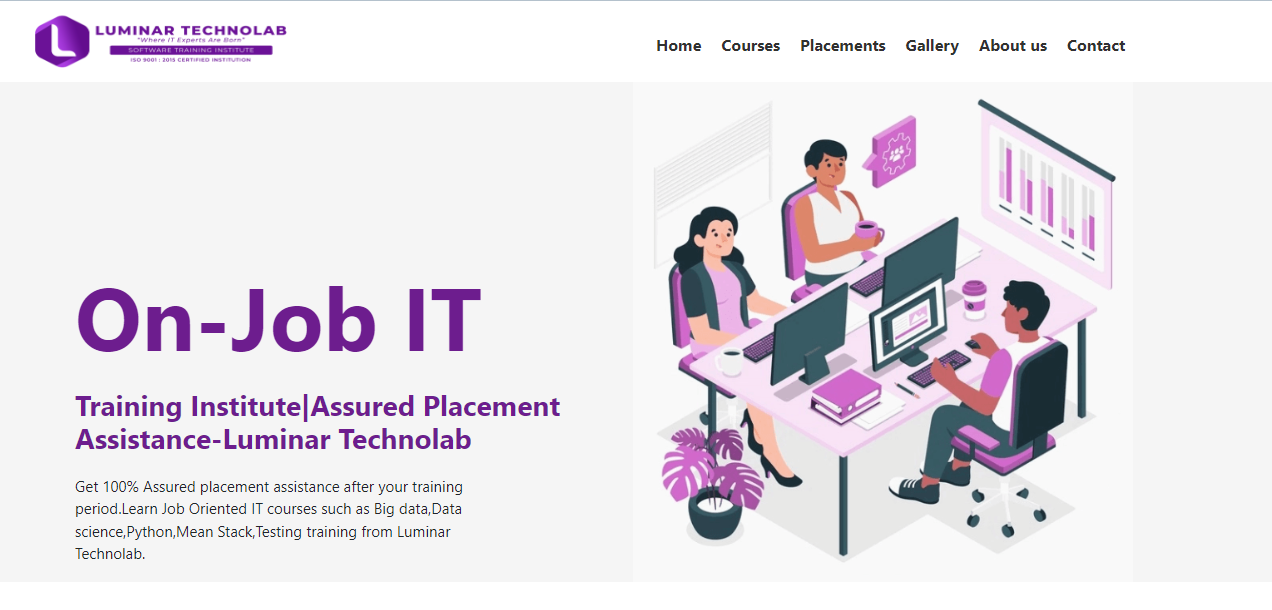 LUMINAR TECHNOLAB
"Where IT Experts Are Born"
SOFTWARE TRAINING INSTITUTE
ISO 9001 : 2015 CERTIFIED INSTITUTION
Home Courses Placements Gallery About us Contact
On-Job IT
Training Institute|Assured Placement
Assistance-Luminar Technolab
Get 100% Assured placement assistance after your training
period.Learn Job Oriented IT courses such as Big data,Data
science,Python,Mean Stack,Testing training from Luminar
Technolab.